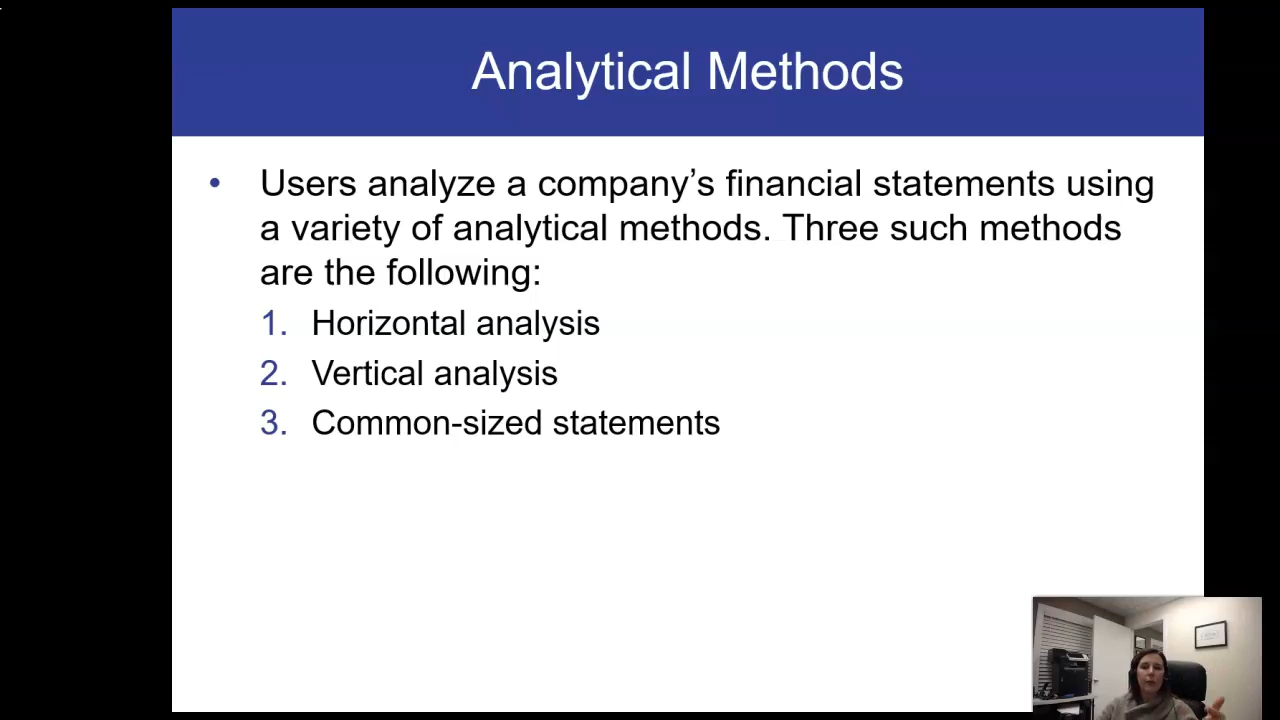 Analytical Methods
• Users analyze a company’s financial statements using
a variety of analytical methods. Three such methods
are the following:
1. Horizontal analysis
2. Vertical analysis
3. Common-sized statements